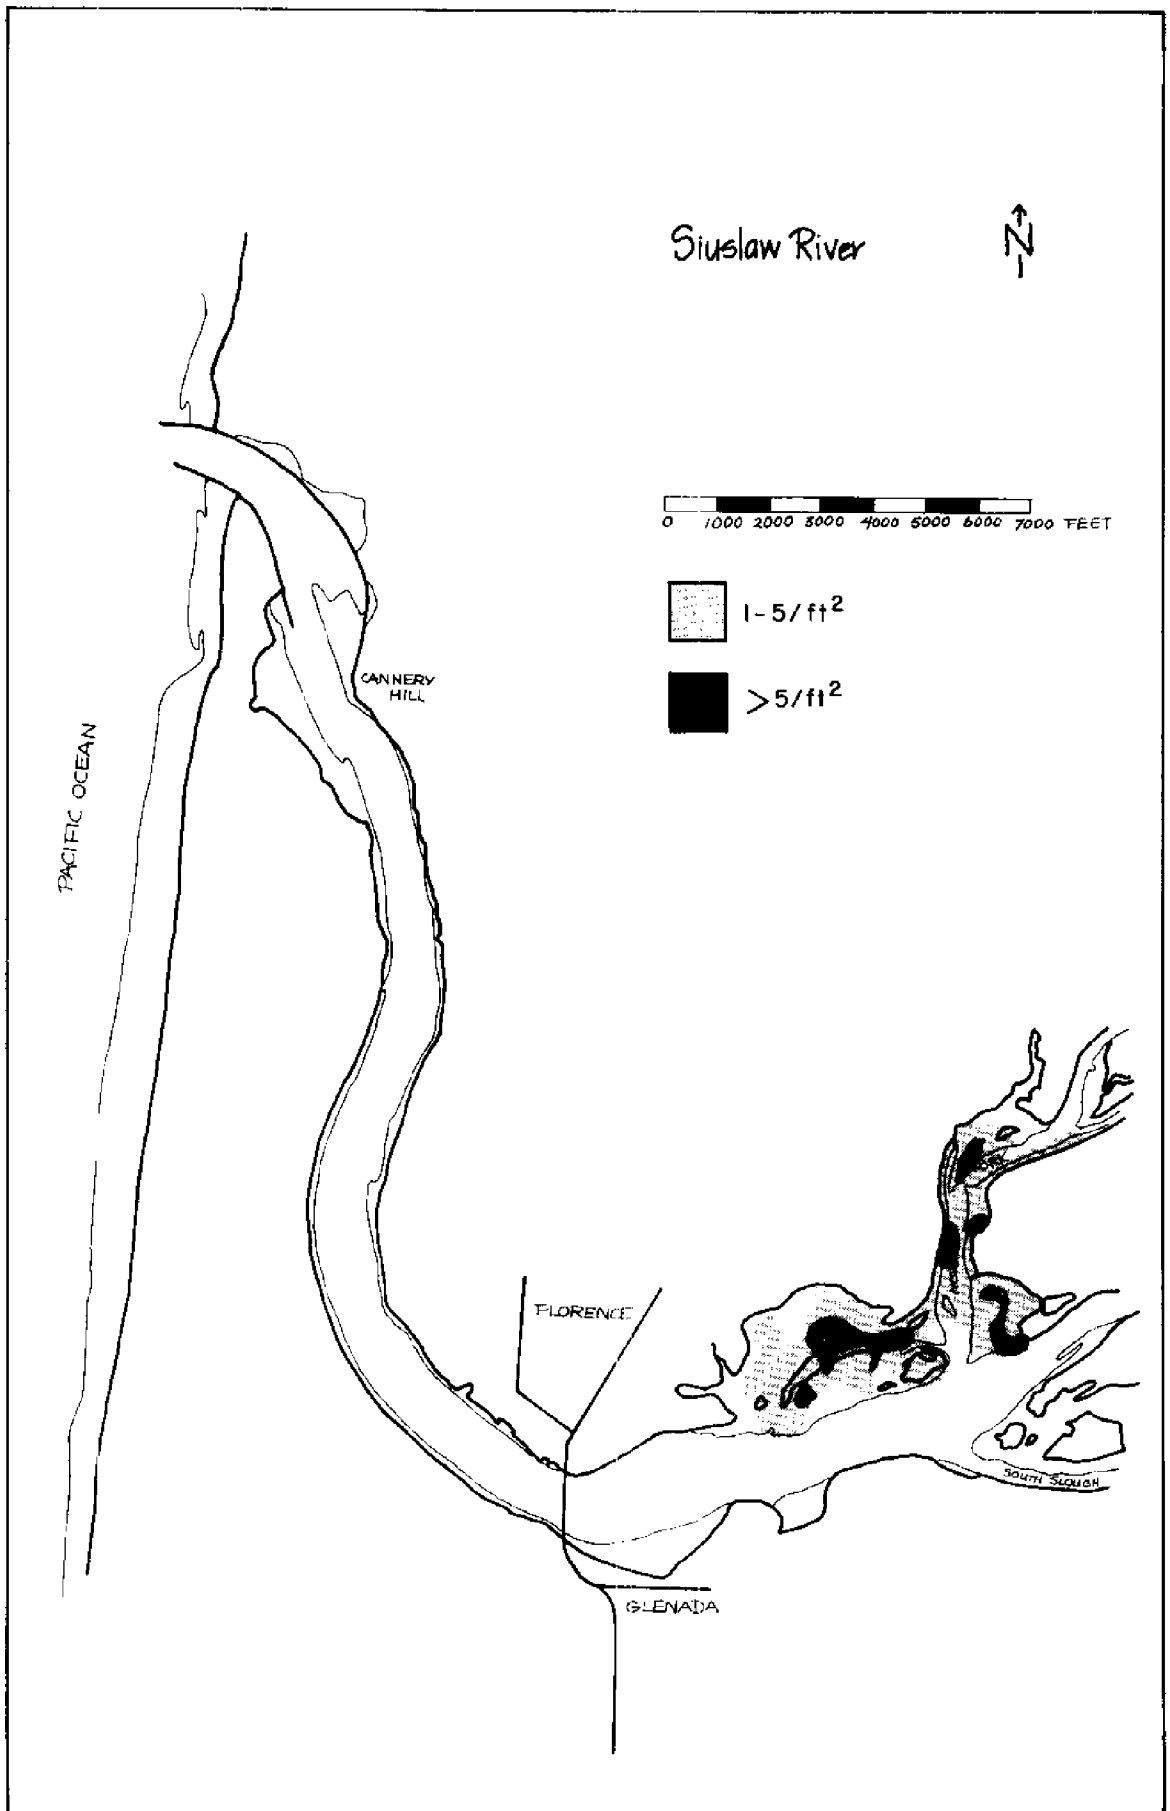 Siuslaw River
N
0 1000 2000 3000 4000 5000 6000 7000 FEET
1-5/ft²
>5/ft²
CANNERY
HILL
PACIFIC OCEAN
FLORENCE
SOUTH SLOUGH
GLENADA